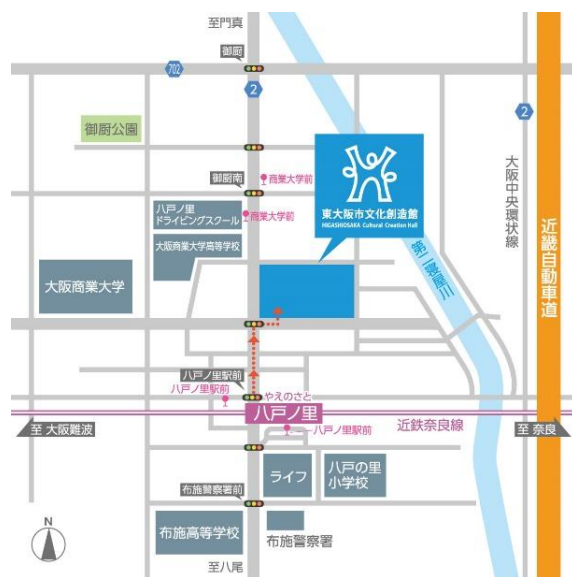 至門真
御厨
702
2
御厨公園
2
商業大学前
御厨南
東大阪市文化創造館
HIGASHIOSAKA Cultural Creation Hall
大阪中央環状線
近畿自動車道
八戸ノ里
ドライビングスクール
商業大学前
大阪商業大学高等学校
第二寝屋川
大阪商業大学
八戸ノ里駅前
八戸ノ里駅前
やえのさと
八戸ノ里
近鉄奈良線
至 大阪難波
八戸ノ里駅前
至 奈良
ライフ
八戸の里
小学校
布施警察署前
N
布施高等学校
布施警察署
至八尾